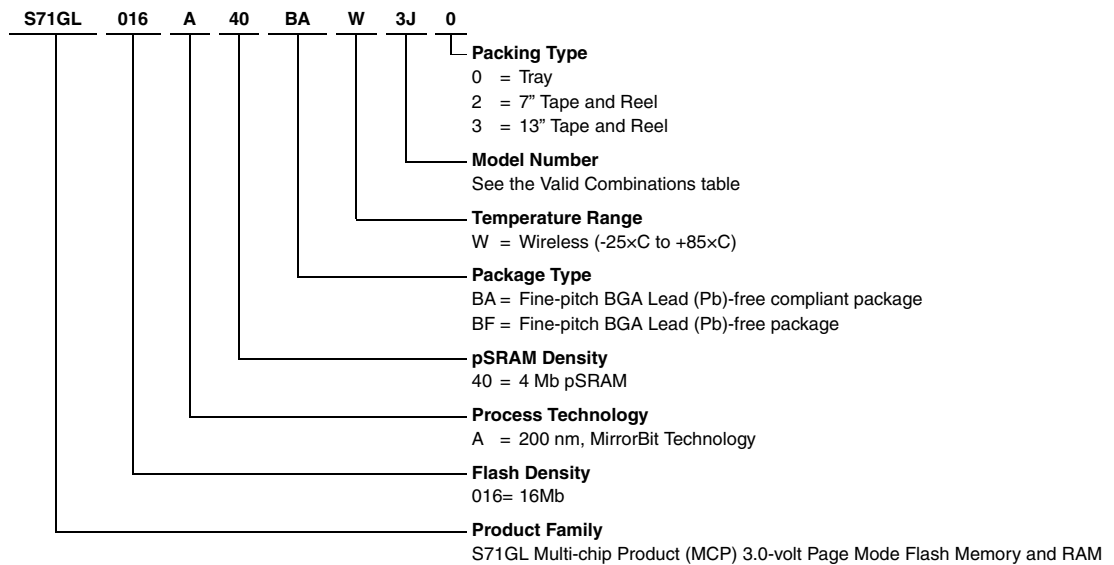 S71GL 016 A 40 BA W 3J 0
Packing Type
0 = Tray
2 = 7” Tape and Reel
3 = 13” Tape and Reel
Model Number
See the Valid Combinations table
Temperature Range
W = Wireless (-25×C to +85×C)
Package Type
BA = Fine-pitch BGA Lead (Pb)-free compliant package
BF = Fine-pitch BGA Lead (Pb)-free package
pSRAM Density
40 = 4 Mb pSRAM
Process Technology
A = 200 nm, MirrorBit Technology
Flash Density
016= 16Mb
Product Family
S71GL Multi-chip Product (MCP) 3.0-volt Page Mode Flash Memory and RAM